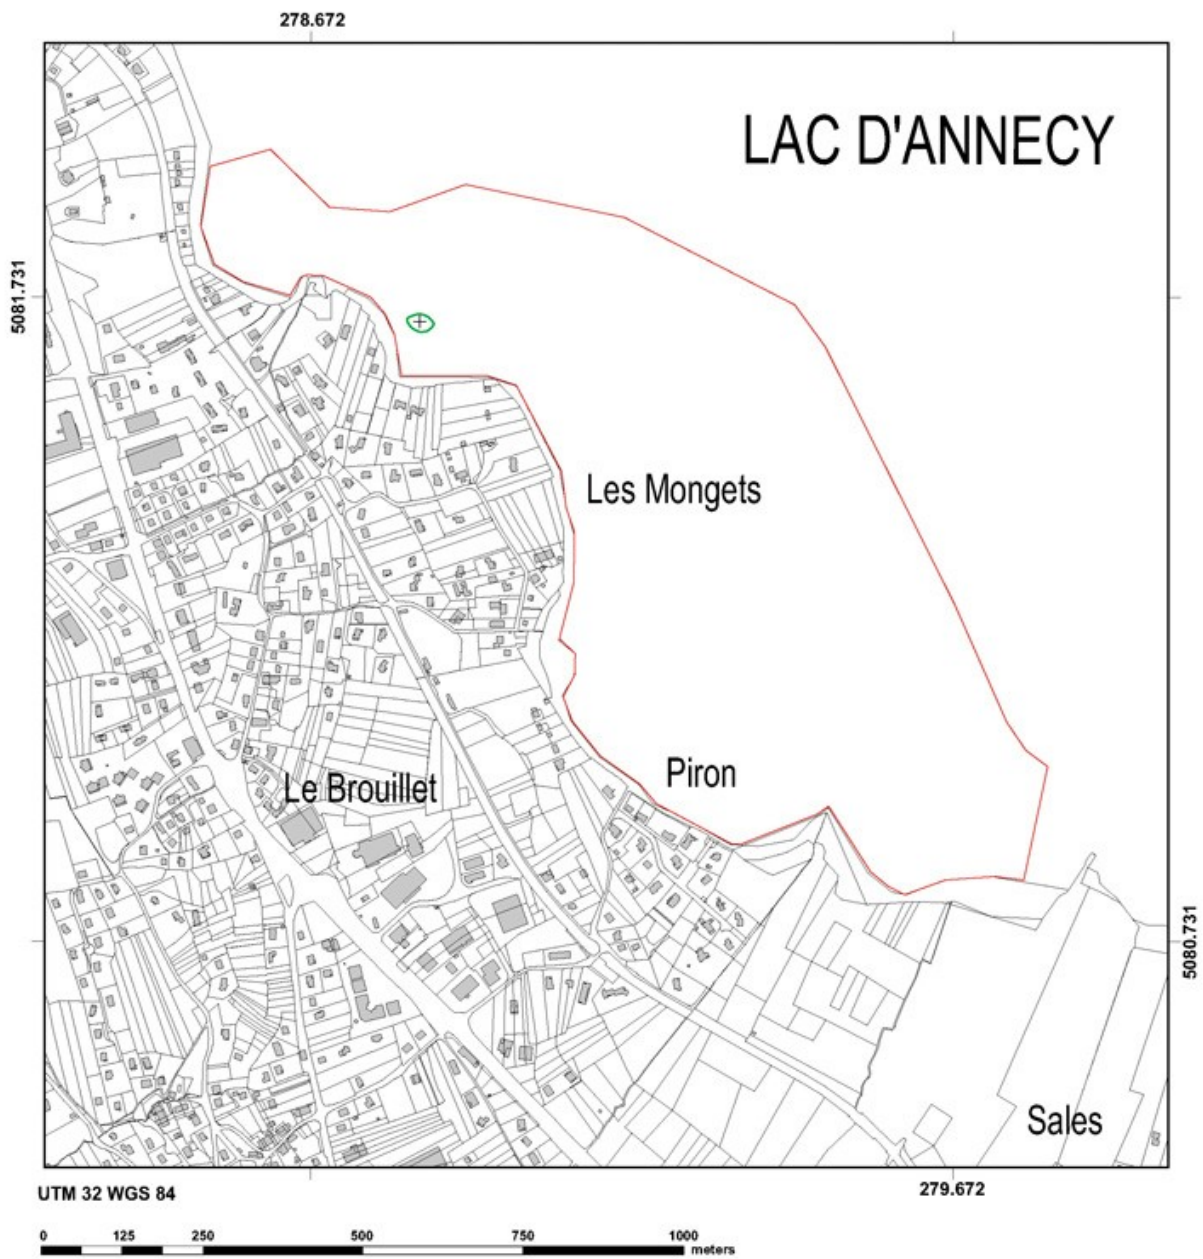 278.672
LAC D'ANNECY
5081.731
Les Mongets
Piron
Le Brouillet
5080.731
Sales
UTM 32 WGS 84
279.672
0 125 250 500 750 1000
meters